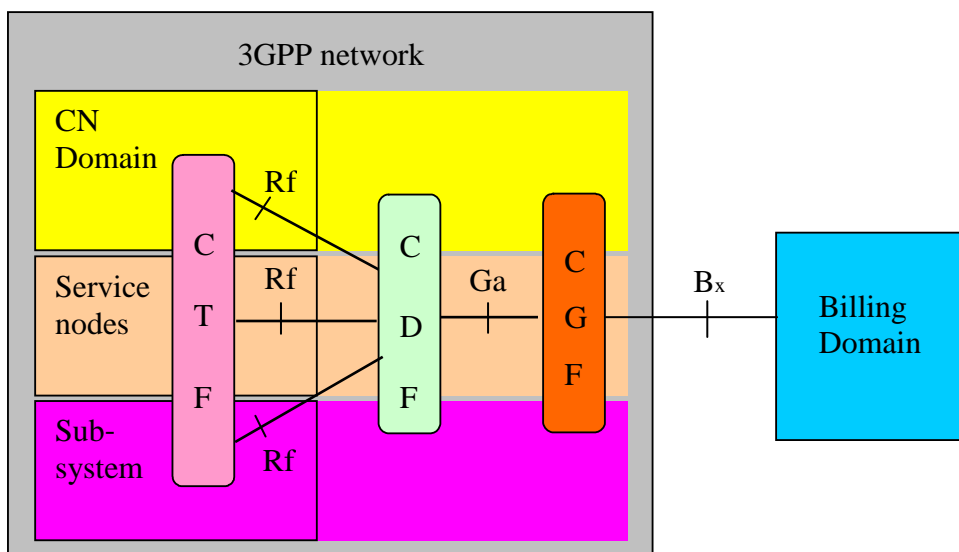 3GPP network
CN
Domain
Rf
C
T
F
Service
nodes
Rf
Sub-
system
Rf
C
D
F
Ga
C
G
F
Bx
Billing
Domain